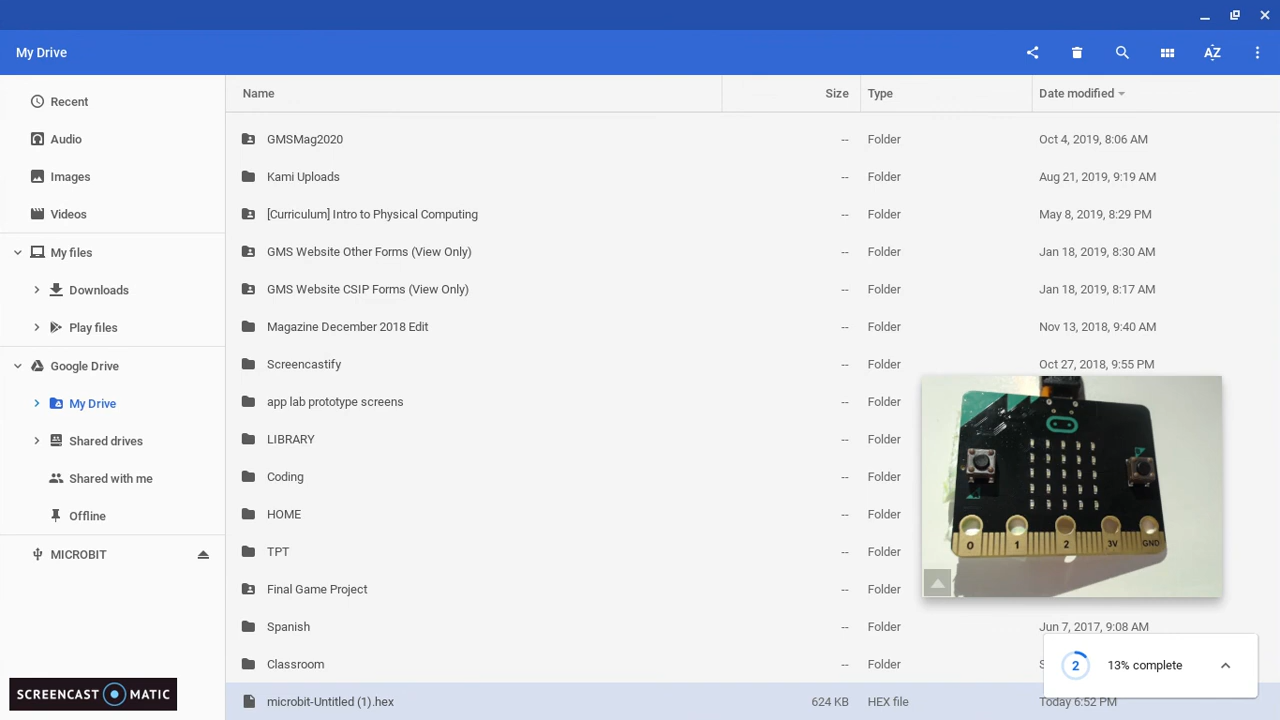 My Drive
AZ
Recent
Audio
Images
Videos
My files
Downloads
Play files
Google Drive
My Drive
Shared drives
Shared with me
Offline
MICROBIT
Name Size Type Date modified
GMSMag2020 -- Folder Oct 4, 2019, 8:06 AM
Kami Uploads -- Folder Aug 21, 2019, 9:19 AM
[Curriculum] Intro to Physical Computing -- Folder May 8, 2019, 8:29 PM
GMS Website Other Forms (View Only) -- Folder Jan 18, 2019, 8:30 AM
GMS Website CSIP Forms (View Only) -- Folder Jan 18, 2019, 8:17 AM
Magazine December 2018 Edit -- Folder Nov 13, 2018, 9:40 AM
Screencastify -- Folder Oct 27, 2018, 9:55 PM
app lab prototype screens -- Folder
LIBRARY -- Folder
Coding -- Folder
HOME -- Folder
TPT -- Folder
Final Game Project -- Folder
Spanish -- Folder Jun 7, 2017, 9:08 AM
Classroom -- Folder
microbit-Untitled (1).hex 624 KB HEX file Today 6:52 PM
0 1 2 3V GND
2 13% complete
SCREENCAST MATIC